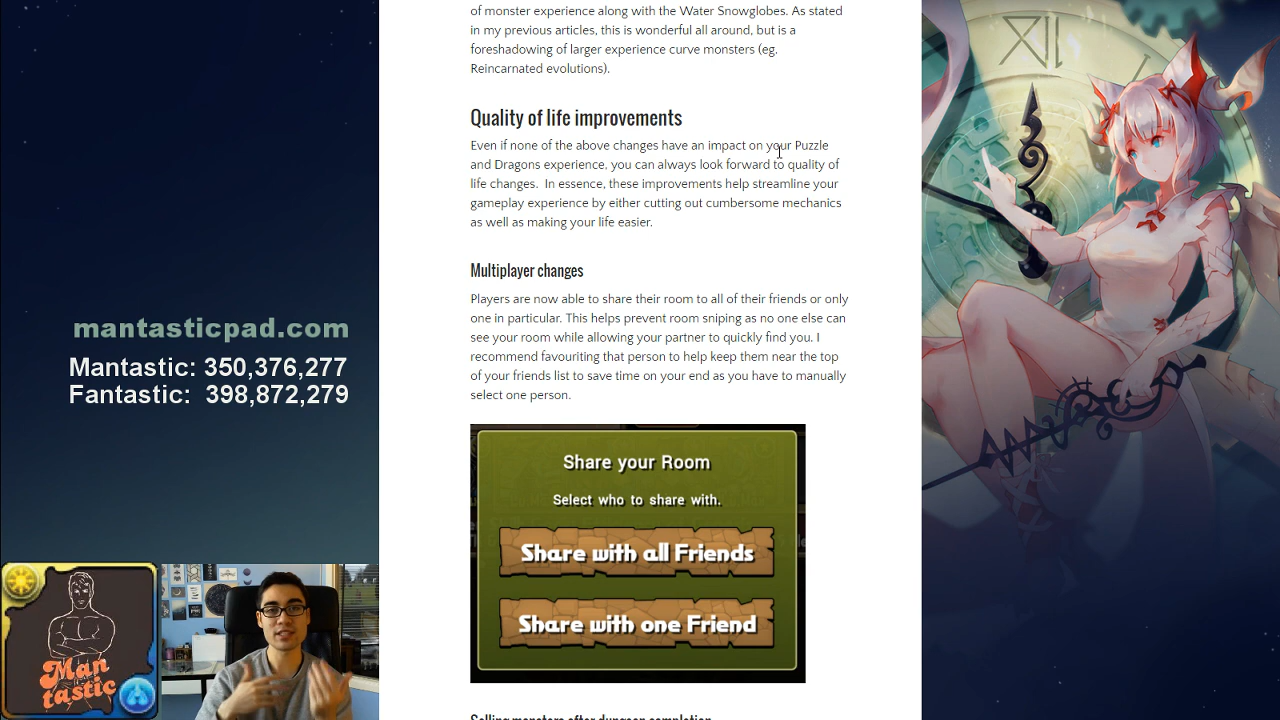 of monster experience along with the Water Snowglobes. As stated
in my previous articles, this is wonderful all around, but is a
foreshadowing of larger experience curve monsters (eg.
Reincarnated evolutions).
Quality of life improvements
Even if none of the above changes have an impact on your Puzzle
and Dragons experience, you can always look forward to quality of
life changes.  In essence, these improvements help streamline your
gameplay experience by either cutting out cumbersome mechanics
as well as making your life easier.
Multiplayer changes
Players are now able to share their room to all of their friends or only
one in particular. This helps prevent room sniping as no one else can
see your room while allowing your partner to quickly find you. I
recommend favouriting that person to help keep them near the top
of your friends list to save time on your end as you have to manually
select one person.
Share your Room
Select who to share with.
Share with all Friends
Share with one Friend
Selling monsters after dungeon completion
mantasticpad.com
Mantastic: 350,376,277
Fantastic: 398,872,279
Man
tastic
XII